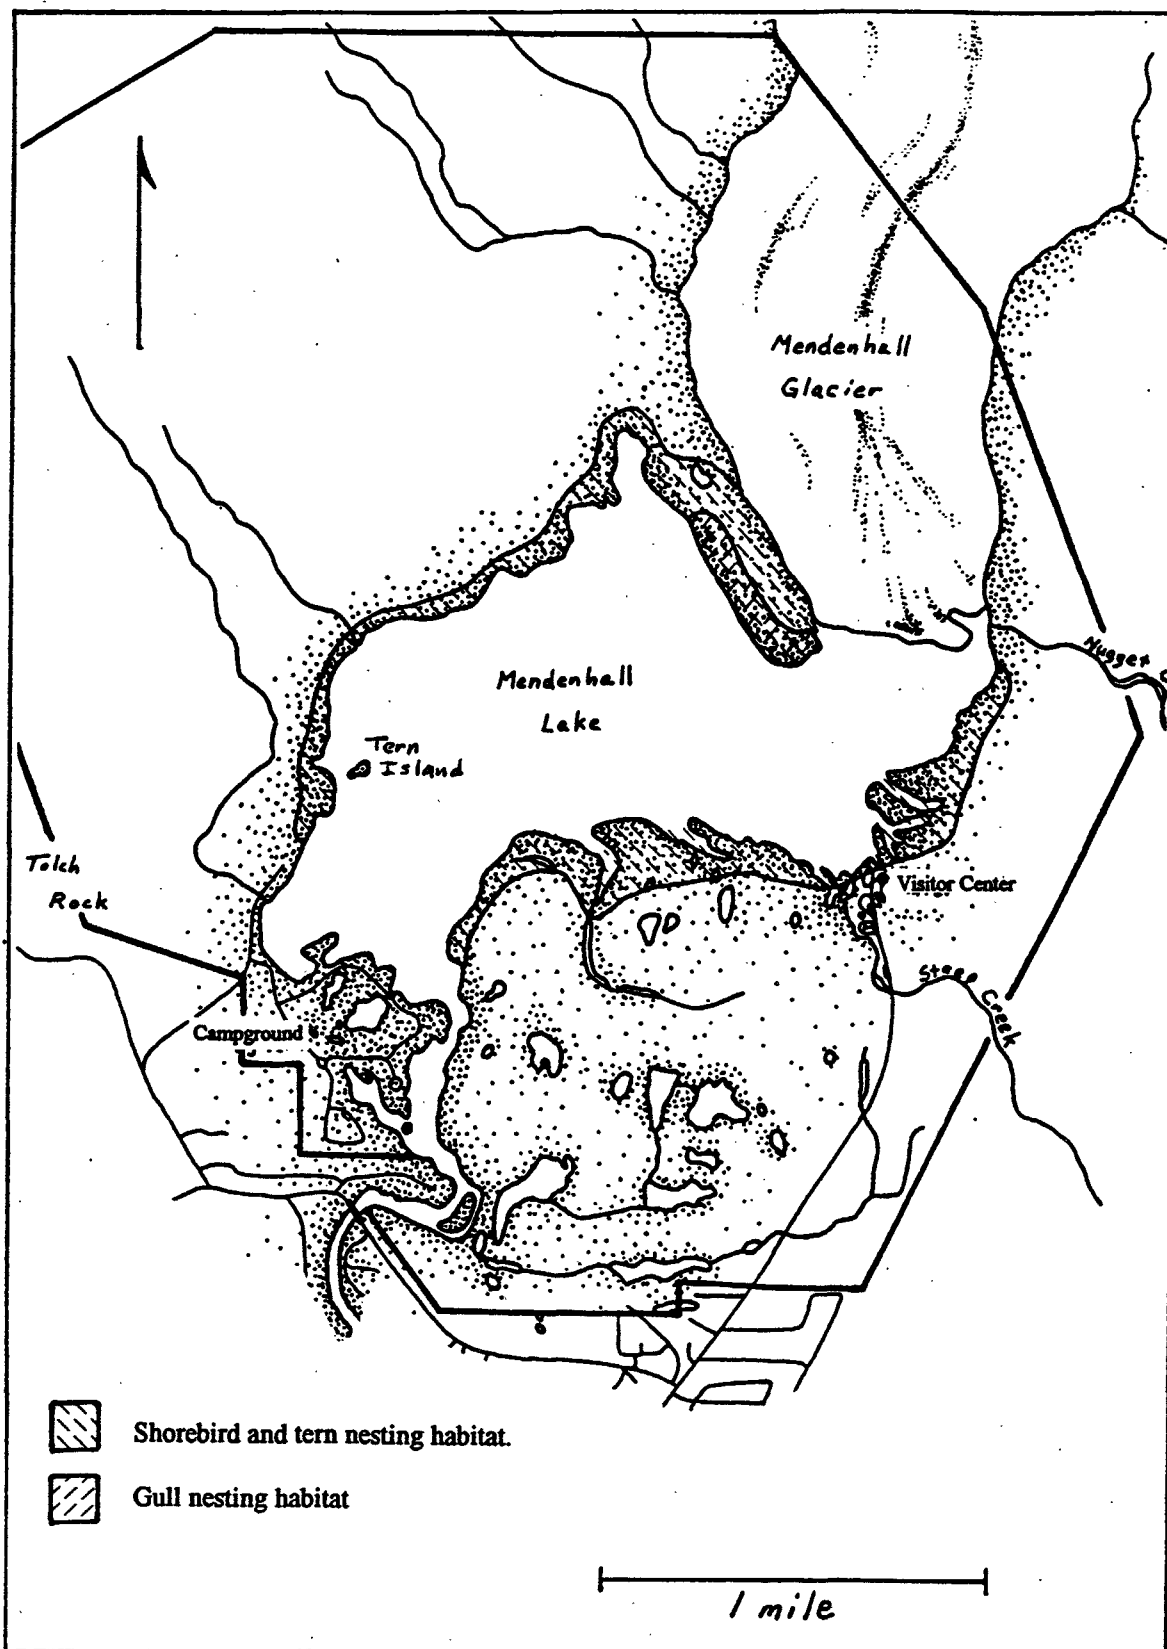 Mendenhall
Glacier
Nugget
Mendenhall
Lake
Tern
Island
Tolch
Rock
Visitor Center
Steep Creek
Campground
Shorebird and tern nesting habitat.
Gull nesting habitat
1 mile